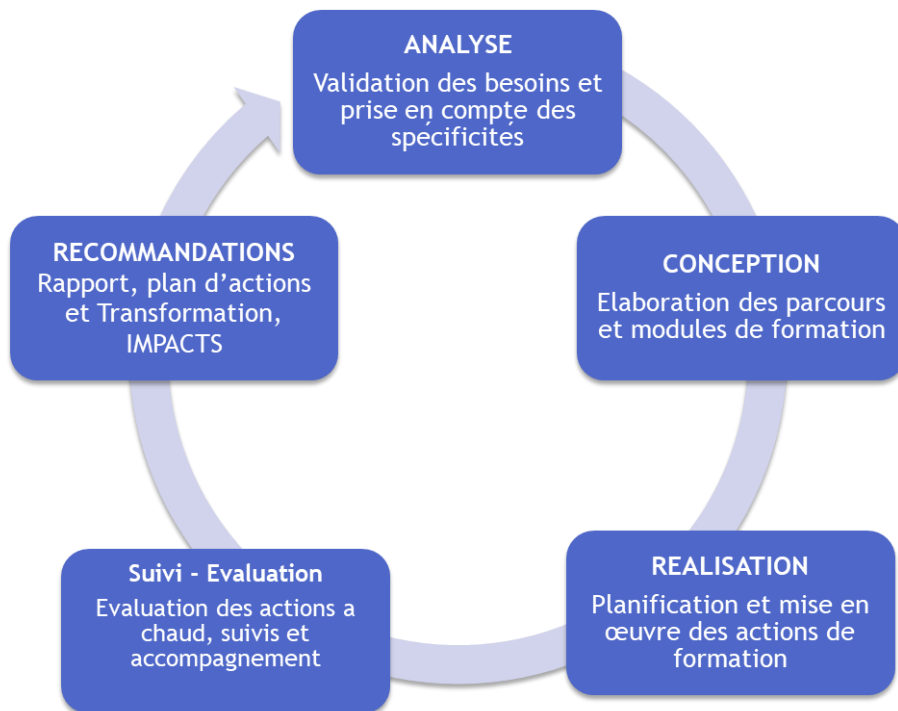 ANALYSE
Validation des besoins et
prise en compte des
spécificités
CONCEPTION
Elaboration des parcours
et modules de formation
REALISATION
Planification et mise en
œuvre des actions de
formation
Suivi - Evaluation
Evaluation des actions a
chaud, suivis et
accompagnement
RECOMMANDATIONS
Rapport, plan d’actions
et Transformation,
IMPACTS